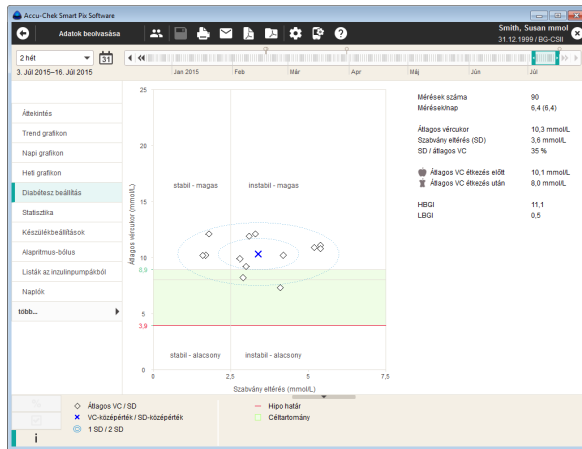 Accu-Chek Smart Pix Software
Adatok beolvasása
Smith, Susan mmol
31.12.1999 / BG-CSII
2 hét
31
3. Júl 2015–16. Júl 2015
Jan 2015 Feb Már Apr Máj Jún Júl
Áttekintés
Trend grafikon
Napi grafikon
Heti grafikon
Diabétesz beállítás
Statisztika
Készülékbeállítások
Alapritmus-bólus
Listák az inzulinpumpákból
Naplók
több...
Átlagos vércukor (mmol/L)
25
20
15
10
8,9
5
3,9
0
stabil - magas
instabil - magas
stabil - alacsony
instabil - alacsony
0 2,5 5 7,5
Szabvány eltérés (mmol/L)
Mérések száma 90
Mérések/nap 6,4 (6,4)
Átlagos vércukor 10,3 mmol/L
Szabvány eltérés (SD) 3,6 mmol/L
SD / átlagos VC 35 %
Átlagos VC étkezés előtt 10,1 mmol/L
Átlagos VC étkezés után 8,0 mmol/L
HBGI 11,1
LBGI 0,5
Átlagos VC / SD
VC-középérték / SD-középérték
1 SD / 2 SD
Hipo határ
Céltartomány
i